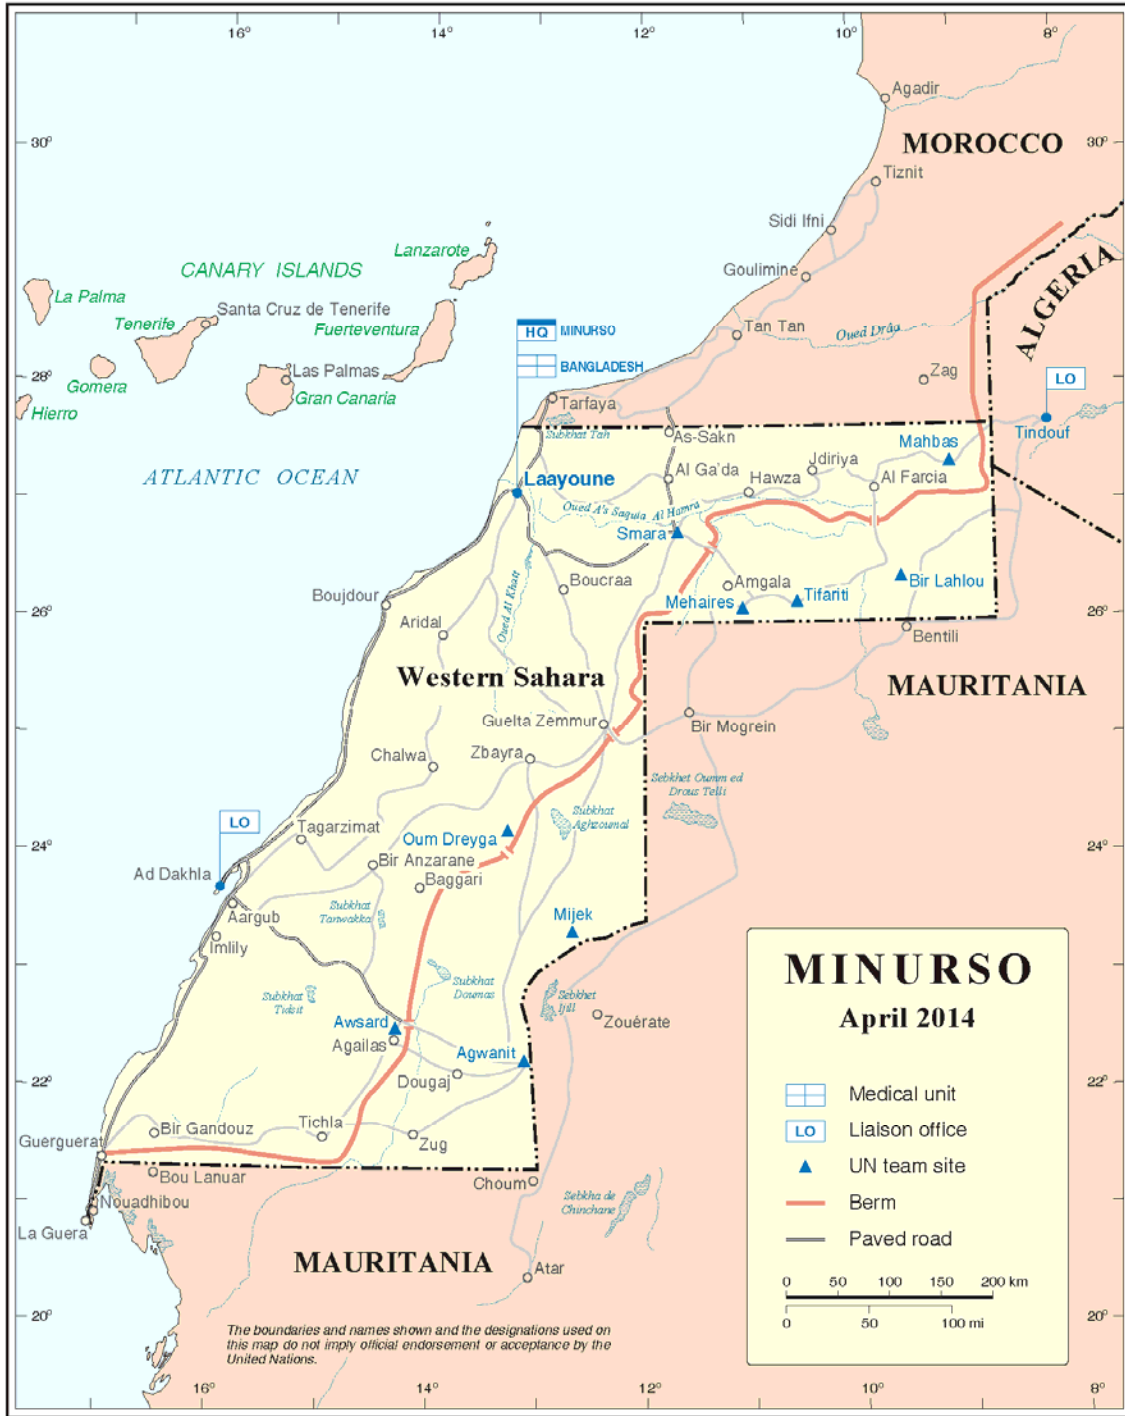 16°
14°
12°
10°
8°
Agadir
30°
MOROCCO
30°
Tiznit
Sidi Ifni
Lanzarote
CANARY ISLANDS
Goulimine
ALGERIA
La Palma
Santa Cruz de Tenerife
Tenerife
Fuerteventura
HQ MINURSO
Tan Tan
Oued Drâa
BANGLADESH
Las Palmas
28°
Zag
28°
LO
Gomera
Gran Canaria
Hierro
Tarfaya
Subkhat Tah
As-Sakn
Mahbas
Tindouf
ATLANTIC OCEAN
Laayoune
Al Ga'da
Jdiriya
Hawza
Al Farcia
Oued A's Saquia Al Hamra
Smara
Boucraa
Amgala
Bir Lahlou
Oued Al Khatt
Boujdour
Mehaires
Tifariti
26°
26°
Aridal
Bentili
Western Sahara
MAURITANIA
Guelta Zemmur
Bir Mogrein
Chalwa
Zbayra
Sebkhet Oumm ed
Drous Telli
Subkhat
Aghzoumal
LO
Tagarzimat
Oum Dreyga
24°
24°
Ad Dakhla
Bir Anzarane
Baggari
Aargub
Subkhat
Tanwakka
Mijek
Imlily
Subkhat
Doumas
Subkhat
Tidsit
Sebkhet
Ijill
Zouérate
Awsard
Agailas
Agwanit
Dougaj
22°
22°
Guerguerat
Bir Gandouz
Tichla
Zug
Bou Lanuar
Choum
Nouadhibou
La Guera
Sebkha de
Chinchane
MAURITANIA
Atar
20°
20°
The boundaries and names shown and the designations used on
this map do not imply official endorsement or acceptance by the
United Nations.
MINURSO
April 2014
Medical unit
LO Liaison office
UN team site
Berm
Paved road
0 50 100 150 200 km
0 50 100 mi
16°
14°
12°
10°
8°